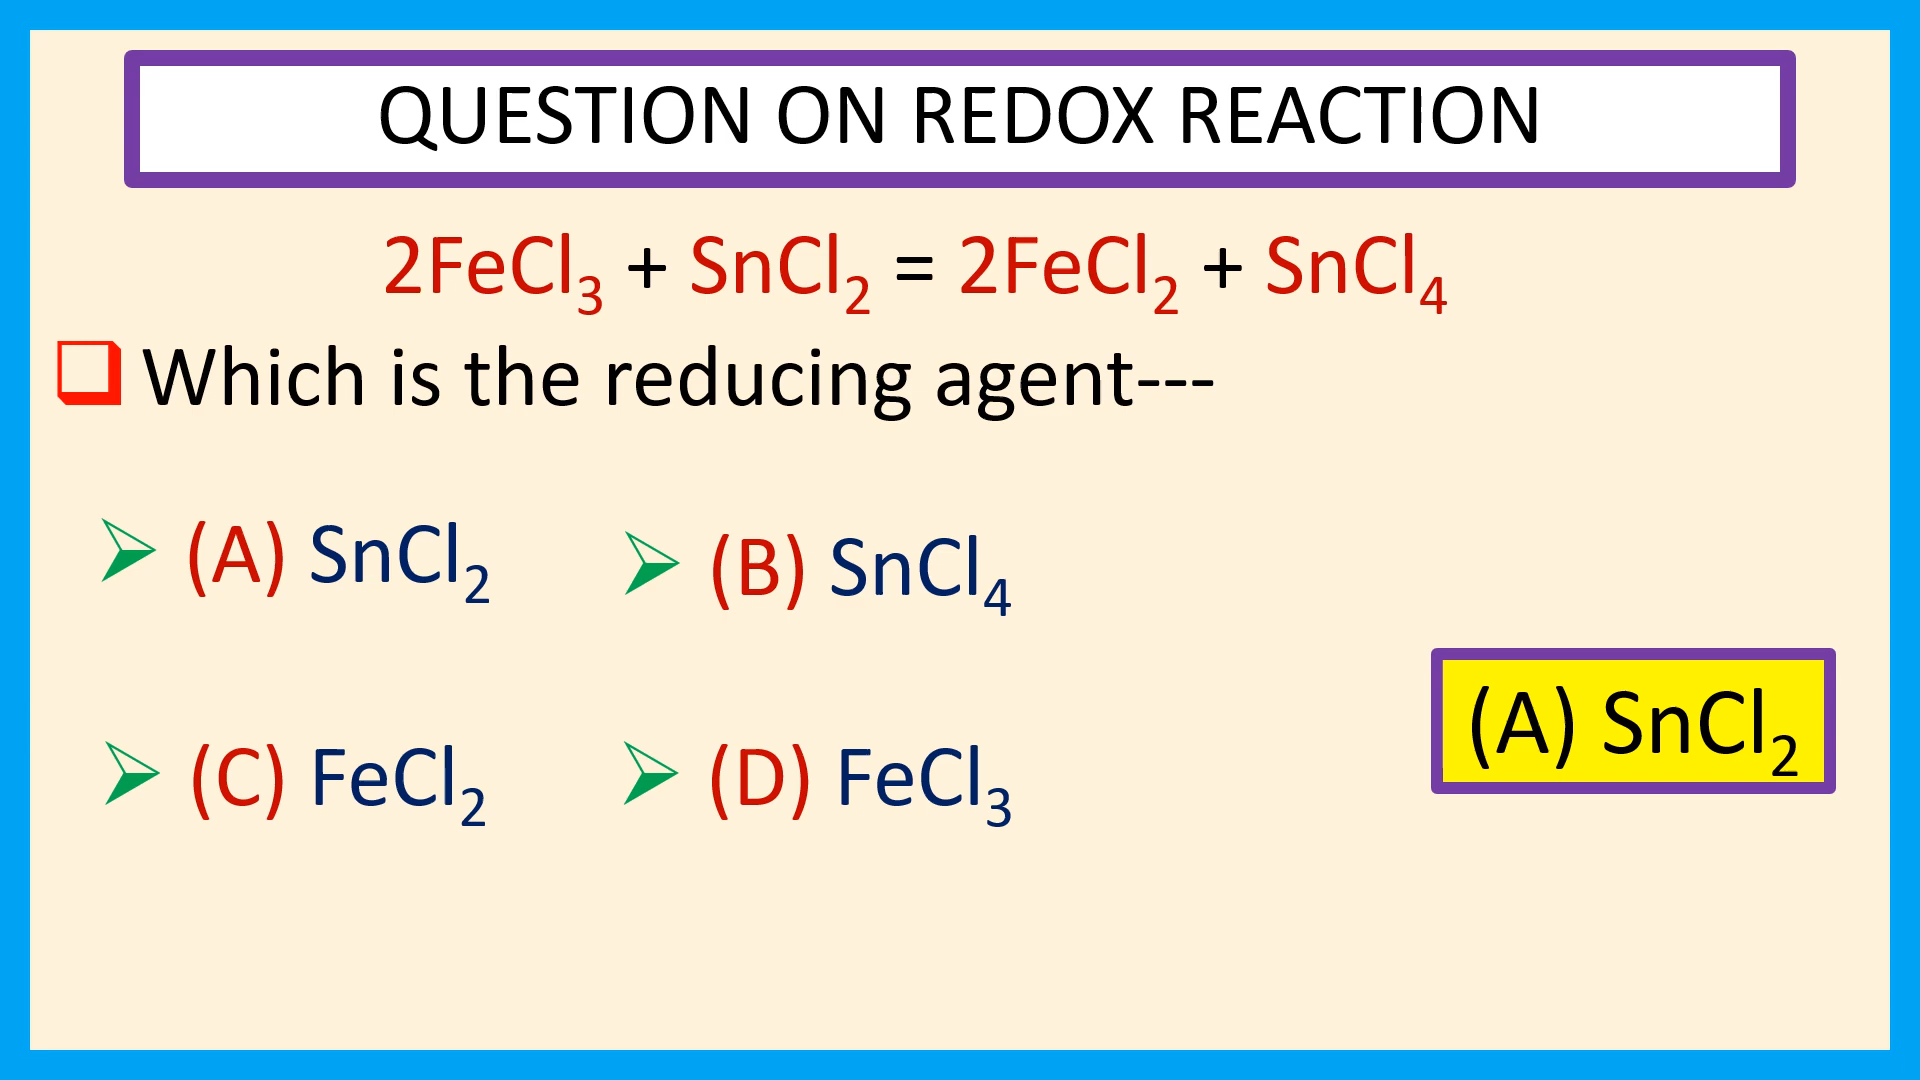 QUESTION ON REDOX REACTION
2FeCl₃ + SnCl₂ = 2FeCl₂ + SnCl₄
Which is the reducing agent---
(A) SnCl₂
(B) SnCl₄
(C) FeCl₂
(D) FeCl₃
(A) SnCl₂